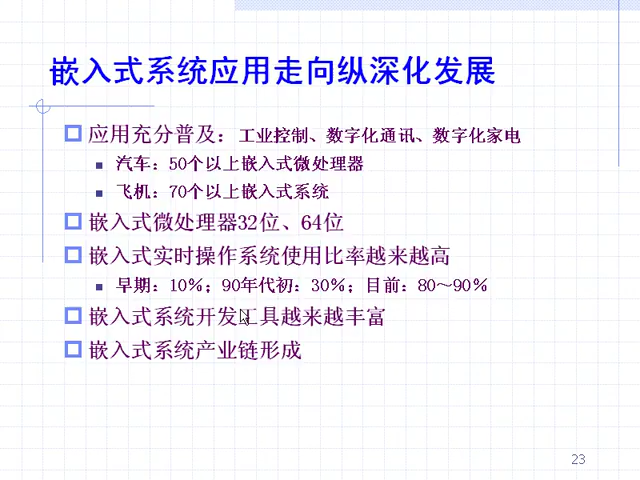 嵌入式系统应用走向纵深化发展
应用充分普及：工业控制、数字化通讯、数字化家电
汽车：50个以上嵌入式微处理器
飞机：70个以上嵌入式系统
嵌入式微处理器32位、64位
嵌入式实时操作系统使用比率越来越高
早期：10%；90年代初：30%；目前：80～90%
嵌入式系统开发工具越来越丰富
嵌入式系统产业链形成
23